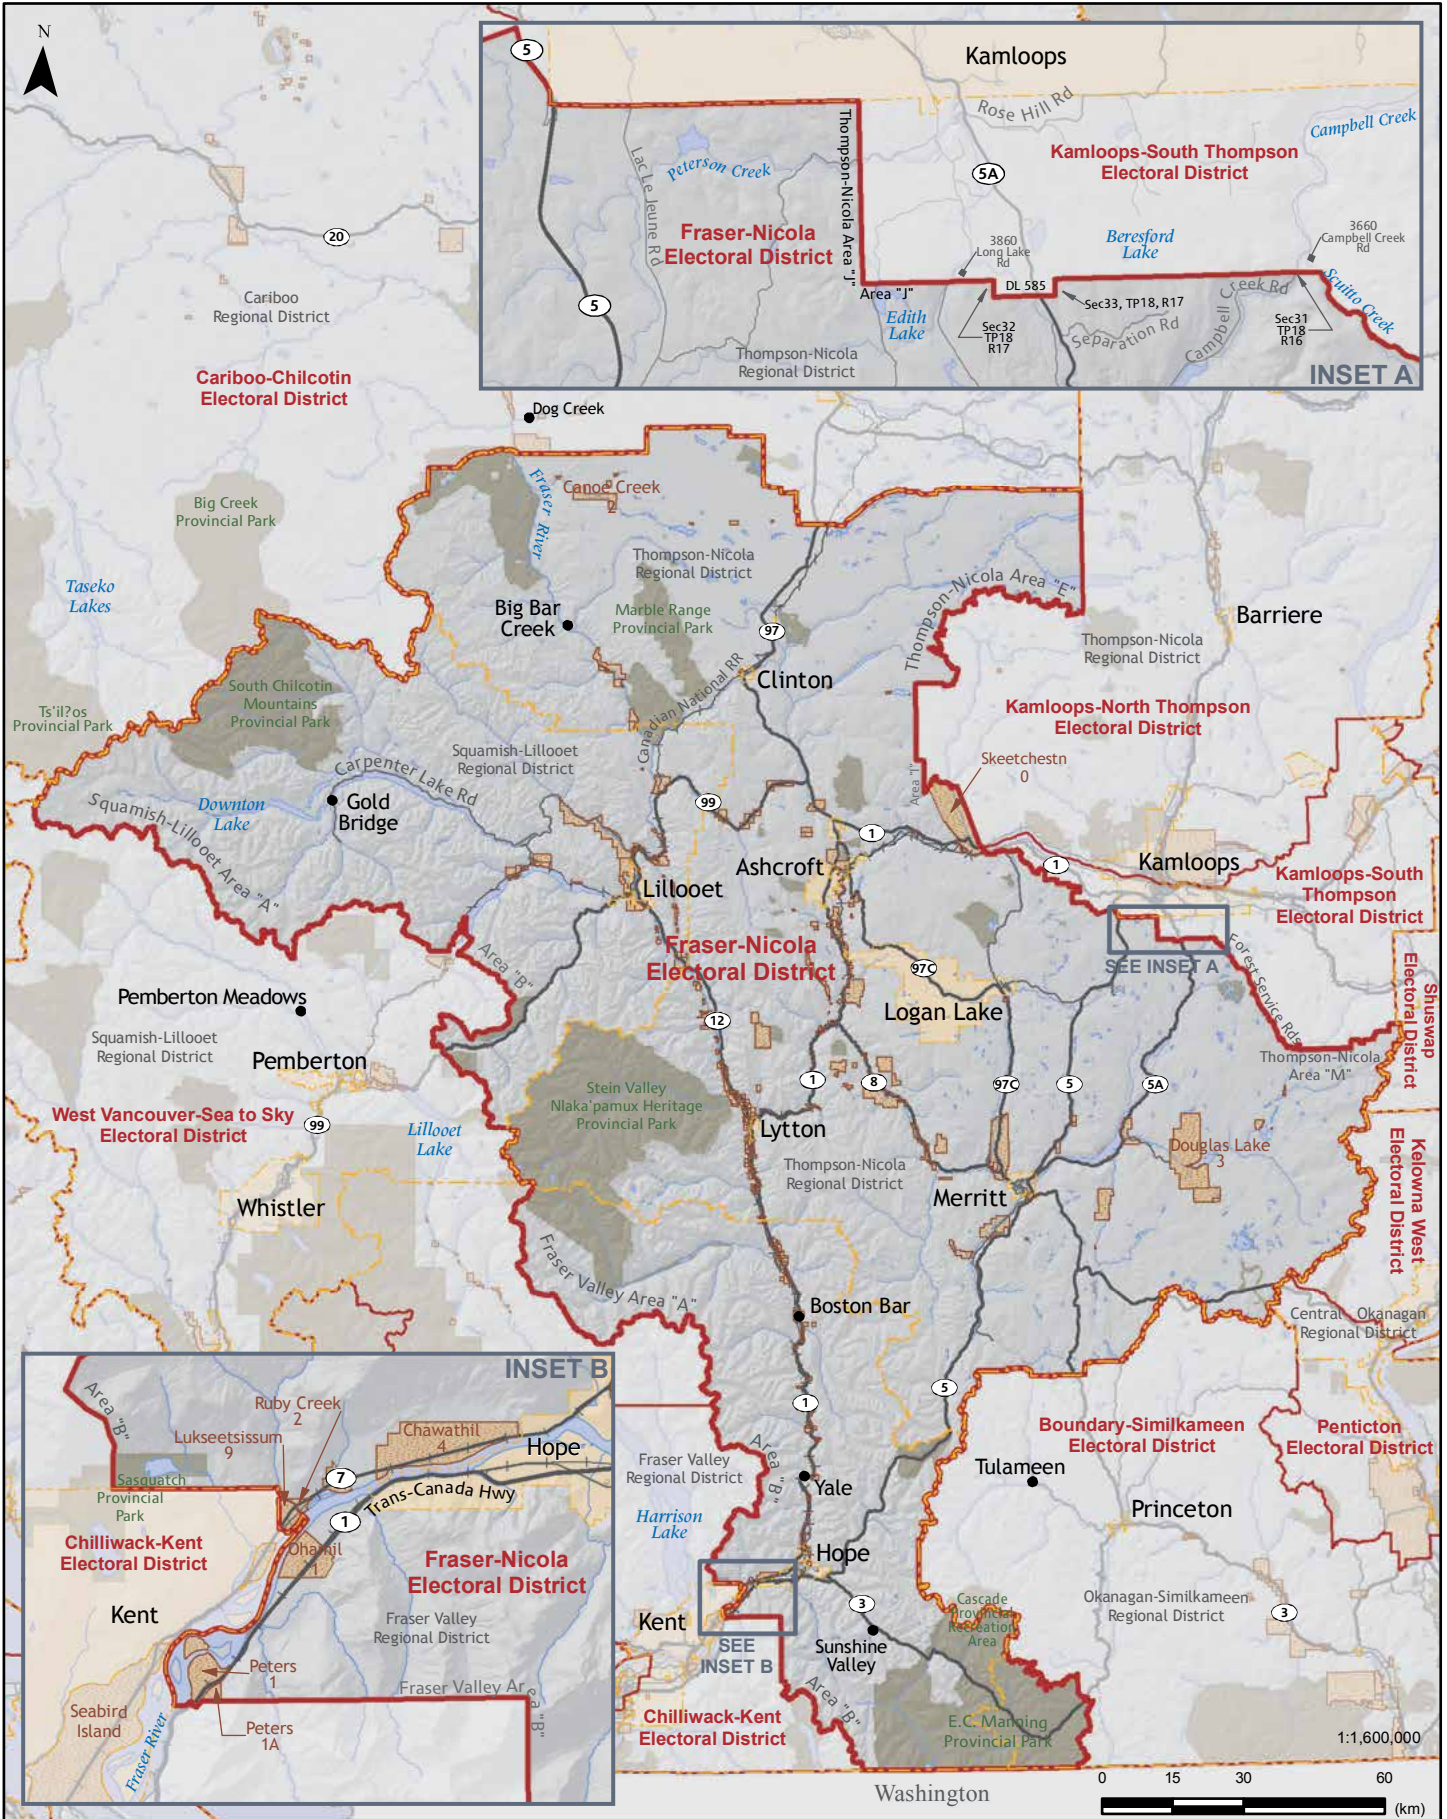 N
5
Kamloops
Rose Hill Rd
Campbell Creek
Kamloops-South Thompson
Electoral District
Peterson Creek
Lac Le Jeune Rd
Thompson-Nicola Area "J"
5A
Fraser-Nicola
Electoral District
3860
Long Lake
Rd
Beresford
Lake
3660
Campbell Creek
Rd
5
Area "J"
DL 585
Sec33, TP18, R17
Edith
Lake
Sec32
TP18
R17
Separation Rd
Campbell Creek Rd
Sec31
TP18
R16
Scuitto Creek
Thompson-Nicola
Regional District
INSET A
20
Cariboo
Regional District
Cariboo-Chilcotin
Electoral District
Dog Creek
Big Creek
Provincial Park
Fraser River
Canoe Creek
2
Thompson-Nicola
Regional District
Taseko
Lakes
Big Bar
Creek
Marble Range
Provincial Park
97
Thompson-Nicola Area "E"
Barriere
Thompson-Nicola
Regional District
Clinton
Canadian National RR
South Chilcotin
Mountains
Provincial Park
Ts'il?os
Provincial Park
Kamloops-North Thompson
Electoral District
Squamish-Lillooet
Regional District
Skeetchestn
0
Area "I"
Carpenter Lake Rd
Downton
Lake
Gold
Bridge
Squamish-Lillooet Area "A"
99
1
Ashcroft
1
Kamloops
Lillooet
Kamloops-South
Thompson
Electoral District
Fraser-Nicola
Electoral District
Area "B"
97C
SEE INSET A
Forest Service Rds
Shuswap
Electoral District
Pemberton Meadows
Logan Lake
12
Squamish-Lillooet
Regional District
Pemberton
Thompson-Nicola
Area "M"
Stein Valley
Nlaka'pamux Heritage
Provincial Park
1
8
97C
5
5A
West Vancouver-Sea to Sky
Electoral District
99
Lillooet
Lake
Lytton
Douglas Lake
3
Thompson-Nicola
Regional District
Kelowna West
Electoral District
Whistler
Merritt
Fraser Valley Area "A"
Boston Bar
Central Okanagan
Regional District
INSET B
Area "B"
Ruby Creek
2
Lukseetsissum
9
Chawathil
4
Hope
Sasquatch
Provincial
Park
7
Trans-Canada Hwy
1
Chilliwack-Kent
Electoral District
Ohamil
1
Fraser-Nicola
Electoral District
Kent
Fraser Valley
Regional District
Peters
1
Fraser Valley Area "B"
Seabird
Island
Peters
1A
Fraser River
5
1
Boundary-Similkameen
Electoral District
Penticton
Electoral District
Fraser Valley
Regional District
Area "B"
Tulameen
Yale
Princeton
Harrison
Lake
Hope
3
Cascade
Provincial
Recreation
Area
Okanagan-Similkameen
Regional District
3
Kent
SEE
INSET B
Sunshine
Valley
Area "B"
Chilliwack-Kent
Electoral District
E.C. Manning
Provincial Park
1:1,600,000
Washington
0 15 30 60
(km)